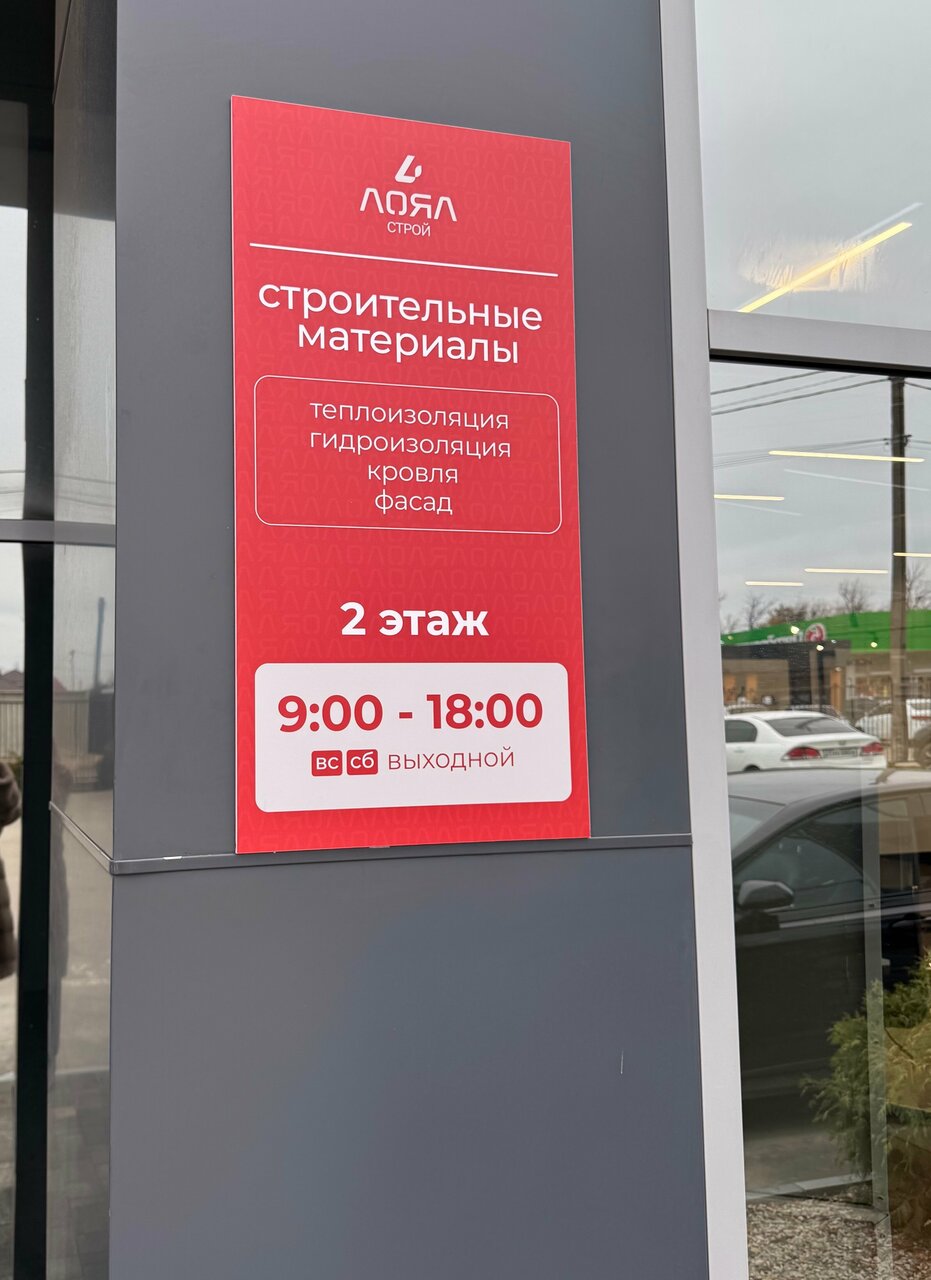 ЛОЯЛ
СТРОЙ
строительные
материалы
теплоизоляция
гидроизоляция
кровля
фасад
2 этаж
9:00 - 18:00
вс сб выходной